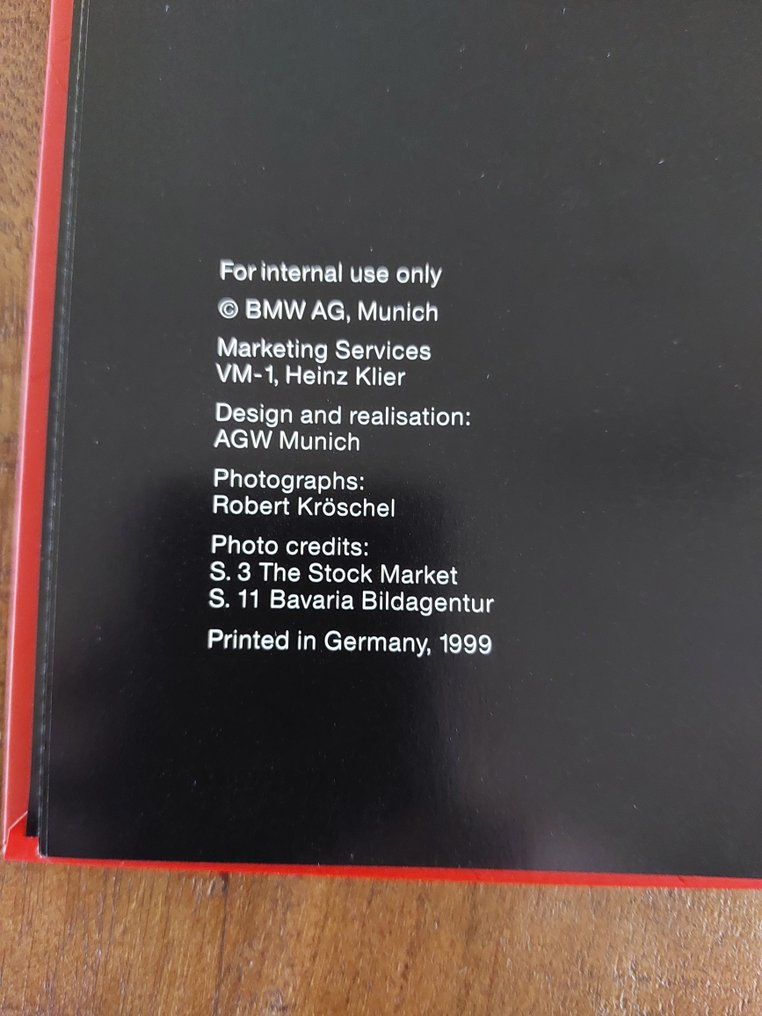 For internal use only
© BMW AG, Munich
Marketing Services
VM-1, Heinz Klier
Design and realisation:
AGW Munich
Photographs:
Robert Kröschel
Photo credits:
S. 3 The Stock Market
S. 11 Bavaria Bildagentur
Printed in Germany, 1999